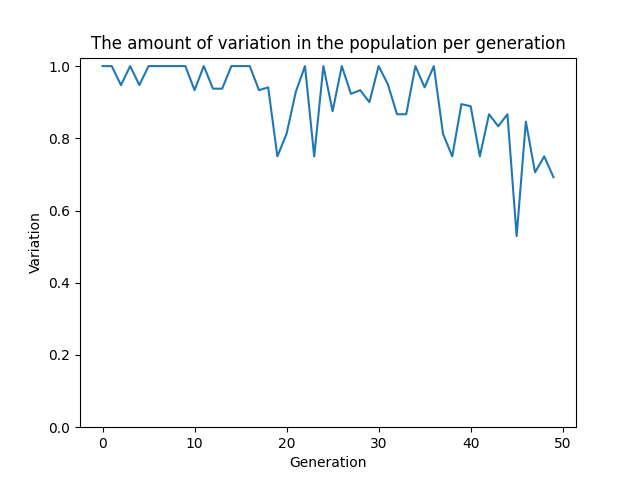 The amount of variation in the population per generation
1.0
0.8
0.6
0.4
0.2
0.0
Variation
0 10 20 30 40 50
Generation